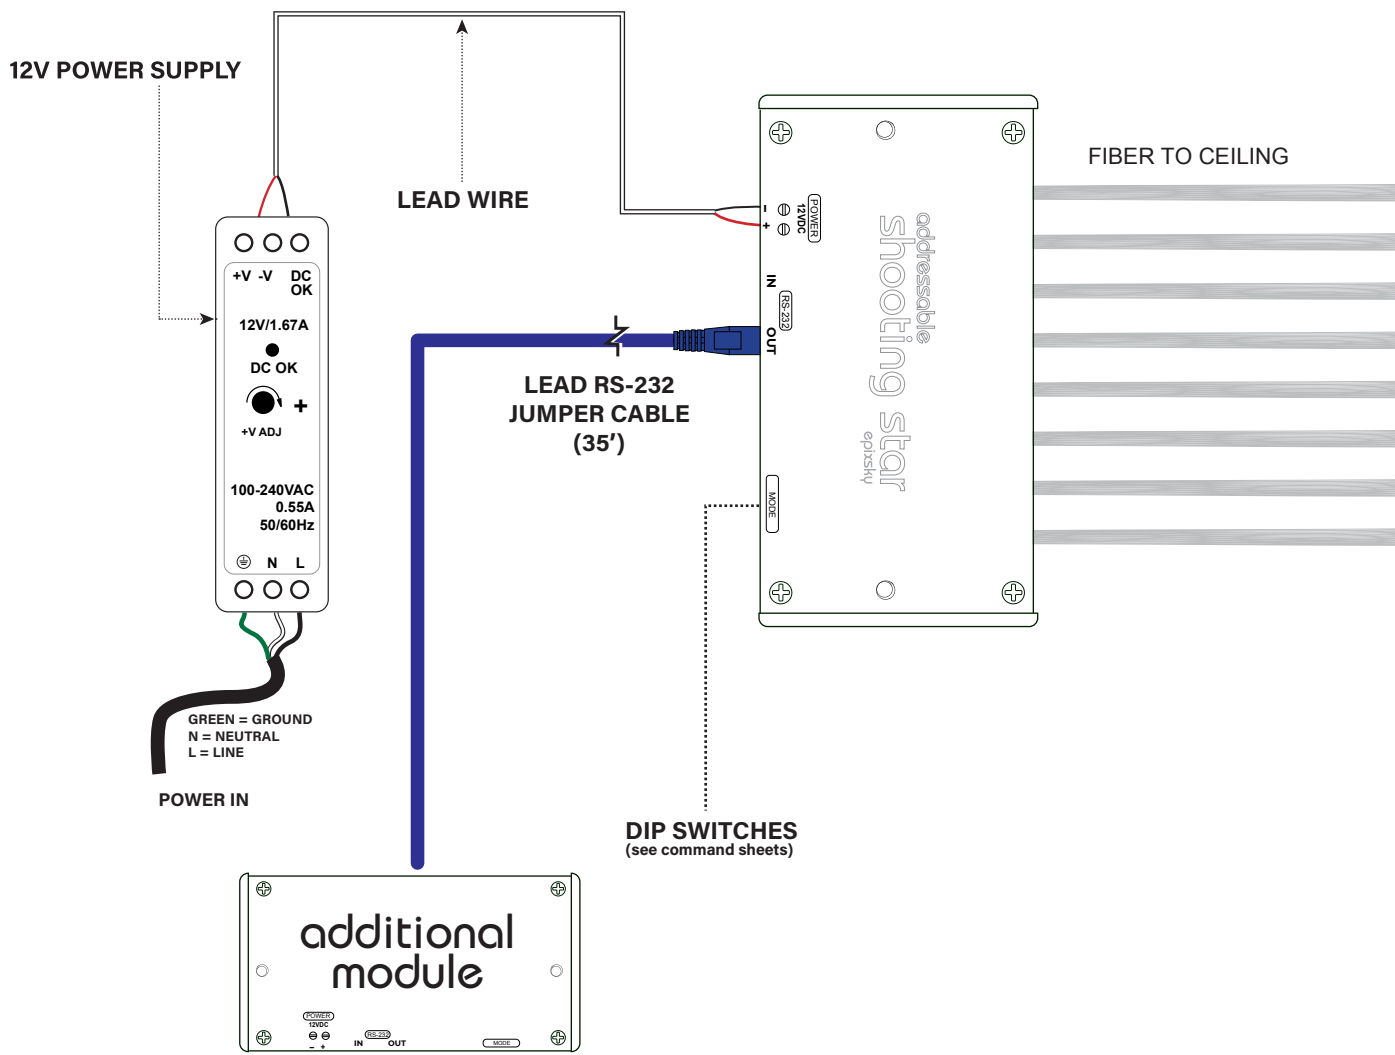 12V POWER SUPPLY
LEAD WIRE
FIBER TO CEILING
+V -V DC
OK
12V/1.67A
DC OK
+
+V ADJ
100-240VAC
0.55A
50/60Hz
N L
GREEN = GROUND
N = NEUTRAL
L = LINE
POWER IN
LEAD RS-232
JUMPER CABLE
(35')
- +
POWER
12VDC
IN
RS-232
OUT
MODE
addressable
shooting star
epixsky
DIP SWITCHES
(see command sheets)
additional
module
POWER
12VDC
- +
RS-232
IN OUT
MODE